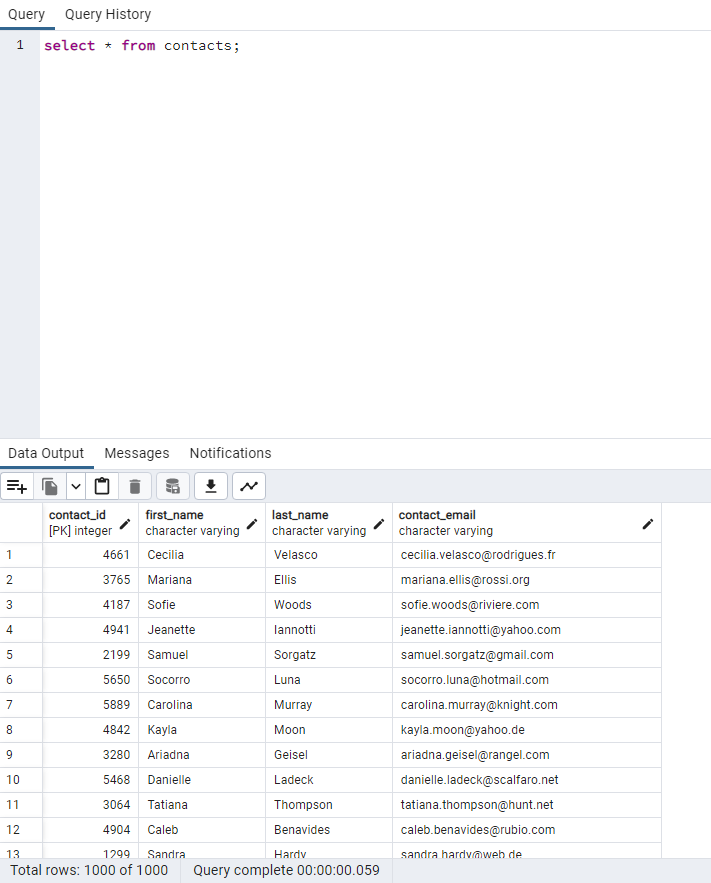 Query Query History
1 select * from contacts;
Data Output Messages Notifications
contact_id first_name last_name contact_email
[PK] integer character varying character varying character varying
1 4661 Cecilia Velasco cecilia.velasco@rodrigues.fr
2 3765 Mariana Ellis mariana.ellis@rossi.org
3 4187 Sofie Woods sofie.woods@riviere.com
4 4941 Jeanette Iannotti jeanette.iannotti@yahoo.com
5 2199 Samuel Sorgatz samuel.sorgatz@gmail.com
6 5650 Socorro Luna socorro.luna@hotmail.com
7 5889 Carolina Murray carolina.murray@knight.com
8 4842 Kayla Moon kayla.moon@yahoo.de
9 3280 Ariadna Geisel ariadna.geisel@rangel.com
10 5468 Danielle Ladeck danielle.ladeck@scalfaro.net
11 3064 Tatiana Thompson tatiana.thompson@hunt.net
12 4904 Caleb Benavides caleb.benavides@rubio.com
13 1299 Sandra Hardy sandra.hardy@web.de
Total rows: 1000 of 1000 Query complete 00:00:00.059